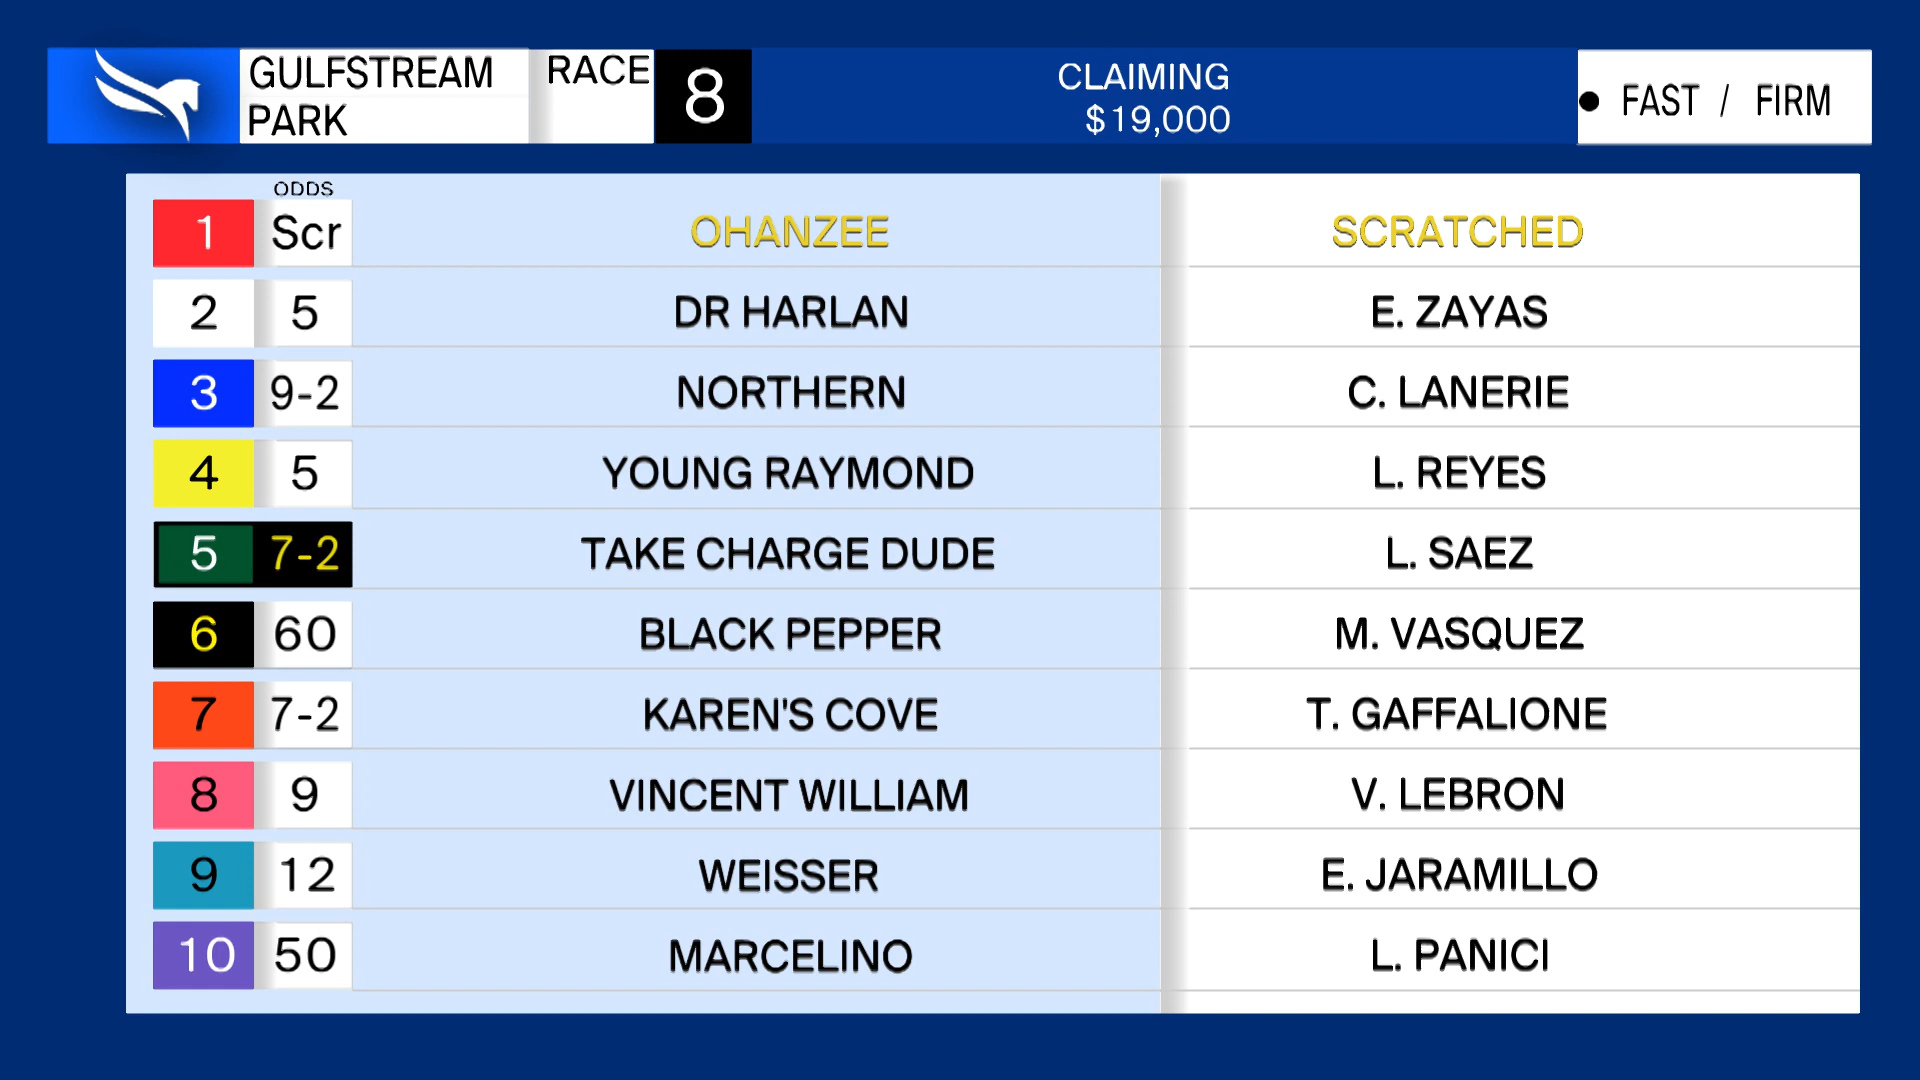 GULFSTREAM PARK
RACE 8
CLAIMING
$19,000
FAST / FIRM
ODDS
1 Scr OHANZEE SCRATCHED
2 5 DR HARLAN E. ZAYAS
3 9-2 NORTHERN C. LANERIE
4 5 YOUNG RAYMOND L. REYES
5 7-2 TAKE CHARGE DUDE L. SAEZ
6 60 BLACK PEPPER M. VASQUEZ
7 7-2 KAREN'S COVE T. GAFFALIONE
8 9 VINCENT WILLIAM V. LEBRON
9 12 WEISSER E. JARAMILLO
10 50 MARCELINO L. PANICI